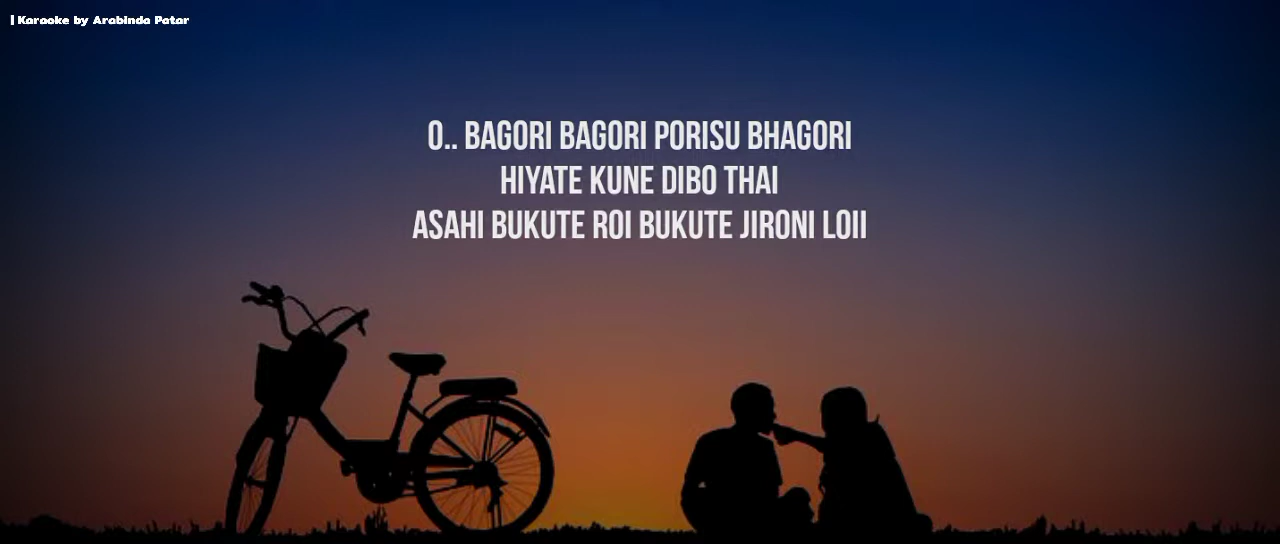 |Karaoke by Arabinda Patar
O.. BAGORI BAGORI PORISU BHAGORI
HIYATE KUNE DIBO THAI
ASAHI BUKUTE ROI BUKUTE JIRONI LOII